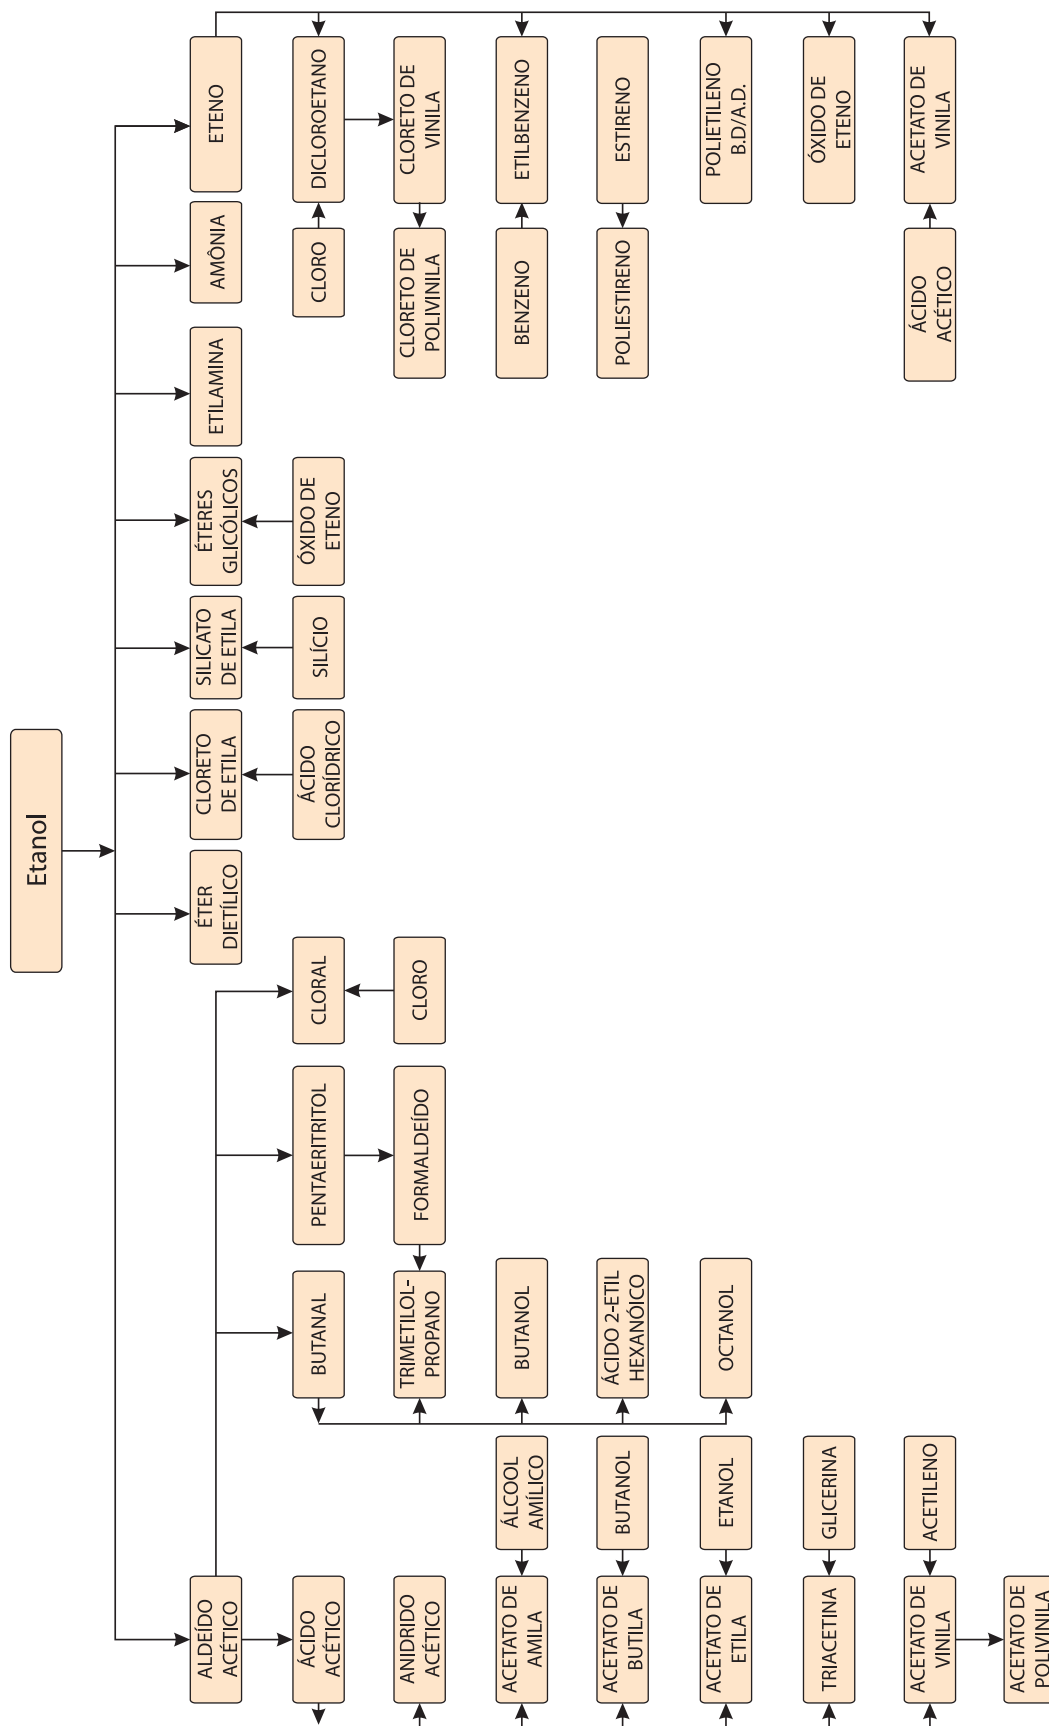 Etanol
ALDEÍDO
ACÉTICO
ÉTER
DIETÍLICO
CLORETO
DE ETILA
SILICATO
DE ETILA
ÉTERES
GLICÓLICOS
ETILAMINA
AMÔNIA
ETENO
ÁCIDO
ACÉTICO
BUTANAL
PENTAERITRITOL
CLORAL
ÁCIDO
CLORÍDRICO
SILÍCIO
ÓXIDO DE
ETENO
CLORO
DICLOROETANO
ANIDRIDO
ACÉTICO
TRIMETILOL-
PROPANO
FORMALDEÍDO
CLORO
CLORETO DE
POLIVINILA
CLORETO DE
VINILA
ACETATO DE
AMILA
ÁLCOOL
AMÍLICO
BUTANOL
BENZENO
ETILBENZENO
ACETATO DE
BUTILA
BUTANOL
ÁCIDO 2-ETIL
HEXANÓICO
POLIESTIRENO
ESTIRENO
ACETATO DE
ETILA
ETANOL
OCTANOL
POLIETILENO
B.D/A.D.
TRIACETINA
GLICERINA
ÓXIDO DE
ETENO
ACETATO DE
VINILA
ACETILENO
ÁCIDO
ACÉTICO
ACETATO DE
VINILA
ACETATO DE
POLIVINILA